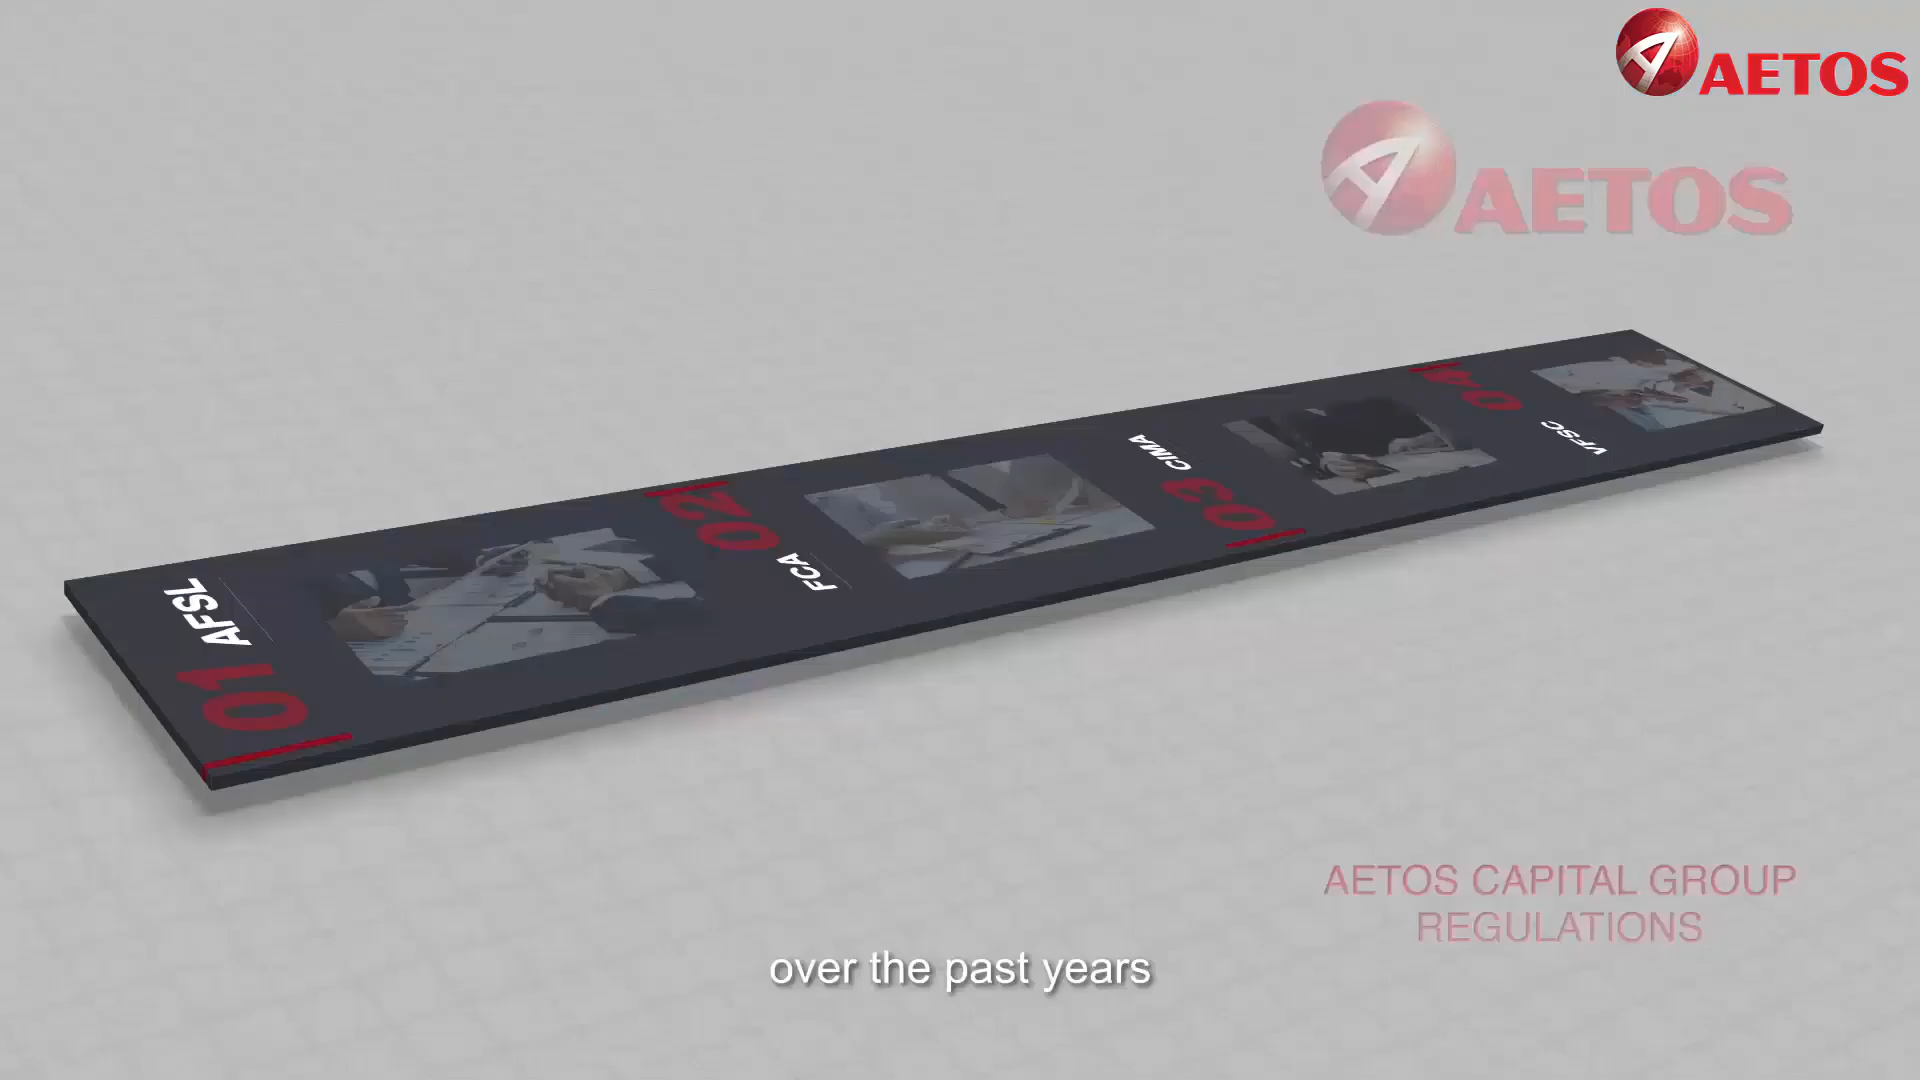 AETOS
AETOS
01
AFSL
02
FCA
03
CIMA
04
VFSC
AETOS CAPITAL GROUP
REGULATIONS
over the past years